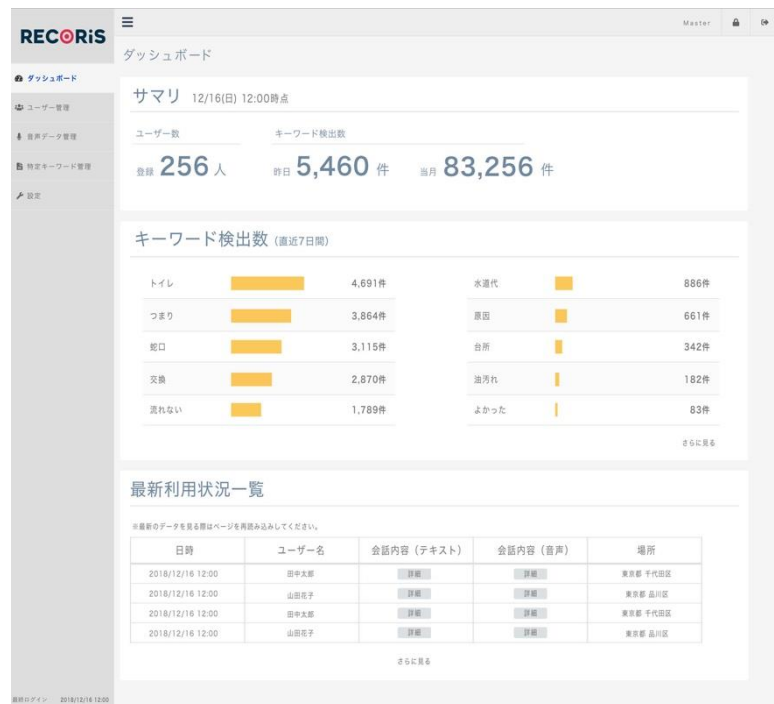 RECORiS
Master
ダッシュボード
ダッシュボード
ユーザー管理
音声データ管理
特定キーワード管理
設定
サマリ 12/16(日) 12:00時点
ユーザー数 キーワード検出数
登録 256 人 昨日 5,460 件 当月 83,256 件
キーワード検出数 (直近7日間)
トイレ 4,691件 水道代 886件
つまり 3,864件 原因 661件
蛇口 3,115件 台所 342件
交換 2,870件 油汚れ 182件
流れない 1,789件 よかった 83件
さらに見る
最新利用状況一覧
※最新のデータを見る際はページを再読み込みしてください。
日時 ユーザー名 会話内容（テキスト） 会話内容（音声） 場所
2018/12/16 12:00 田中太郎 詳細 詳細 東京都 千代田区
2018/12/16 12:00 山田花子 詳細 詳細 東京都 品川区
2018/12/16 12:00 田中太郎 詳細 詳細 東京都 千代田区
2018/12/16 12:00 山田花子 詳細 詳細 東京都 品川区
さらに見る
最終ログイン 2018/12/16 12:00